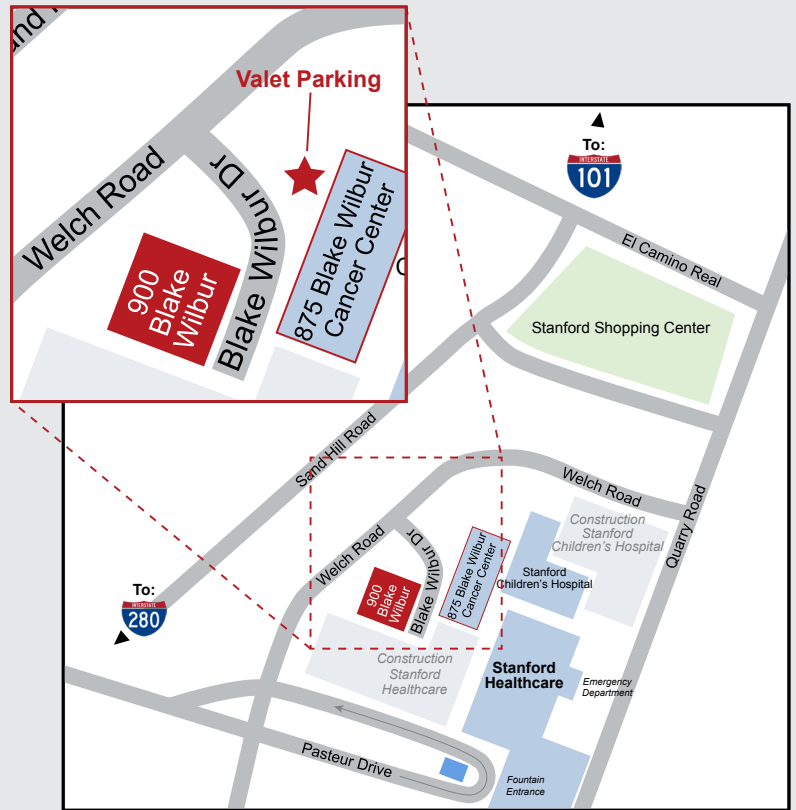 and H
Valet Parking
Welch Road
Blake Wilbur Dr
900
Blake
Wilbur
875 Blake Wilbur
Cancer Center
C
To:
INTERSTATE
101
El Camino Real
Stanford Shopping Center
Sand Hill Road
Welch Road
Quarry Road
Construction
Stanford
Children's Hospital
Stanford
Children's Hospital
Welch Road
Blake Wilbur Dr
900
Blake
Wilbur
875 Blake Wilbur
Cancer Center
To:
INTERSTATE
280
Construction
Stanford
Healthcare
Stanford
Healthcare
Emergency
Department
Pasteur Drive
Fountain
Entrance